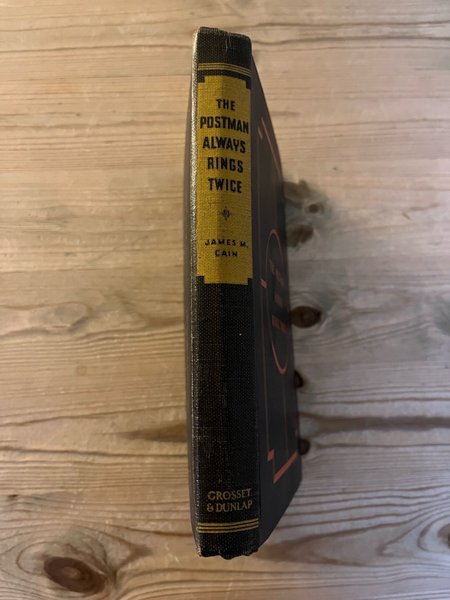 THE
POSTMAN
ALWAYS
RINGS
TWICE
JAMES M.
CAIN
GROSSET
& DUNLAP